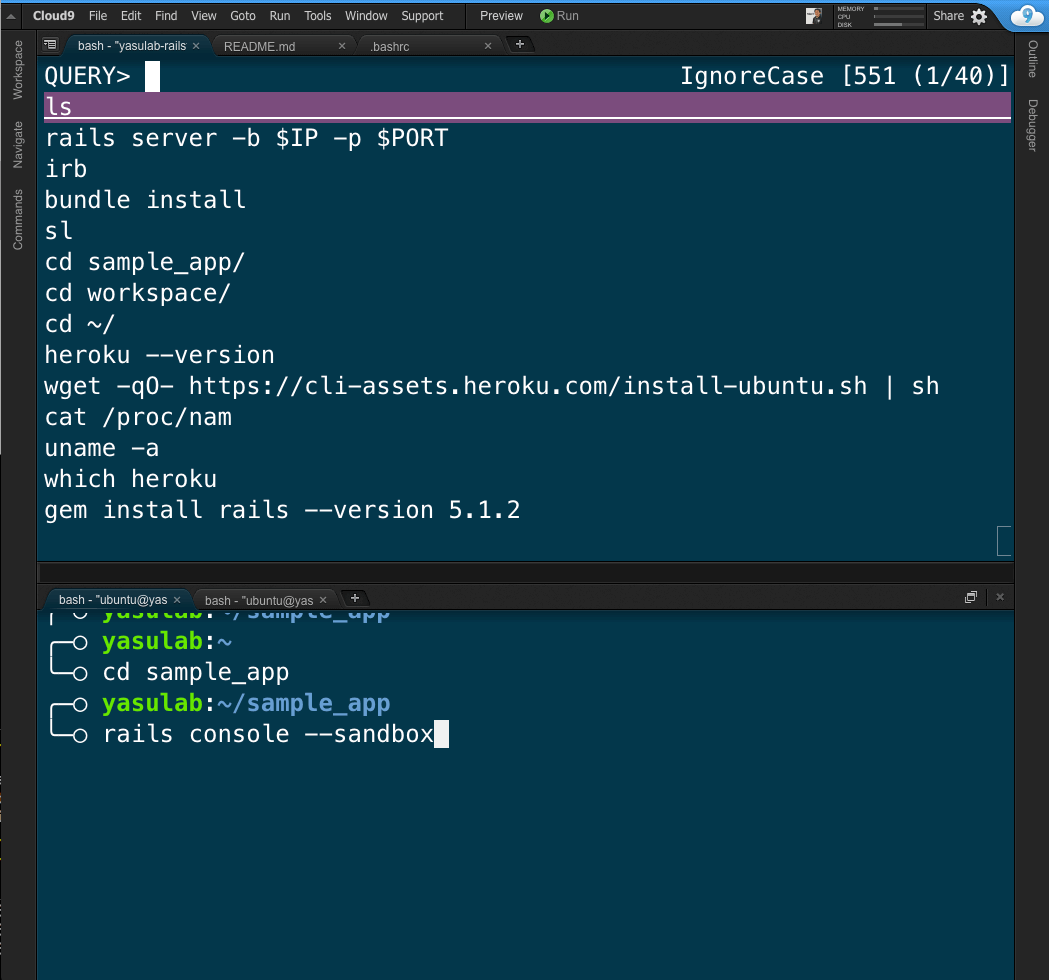 Cloud9 File Edit Find View Goto Run Tools Window Support Preview Run MEMORY CPU DISK Share
bash - "yasulab-rails × README.md × .bashrc × +
Workspace
Navigate
Commands
Outline
Debugger
QUERY> IgnoreCase [551 (1/40)]
ls
rails server -b $IP -p $PORT
irb
bundle install
sl
cd sample_app/
cd workspace/
cd ~/
heroku --version
wget -qO- https://cli-assets.heroku.com/install-ubuntu.sh | sh
cat /proc/nam
uname -a
which heroku
gem install rails --version 5.1.2
bash - "ubuntu@yas × bash - "ubuntu@yas × +
yasulab:~/sample_app
yasulab:~
cd sample_app
yasulab:~/sample_app
rails console --sandbox